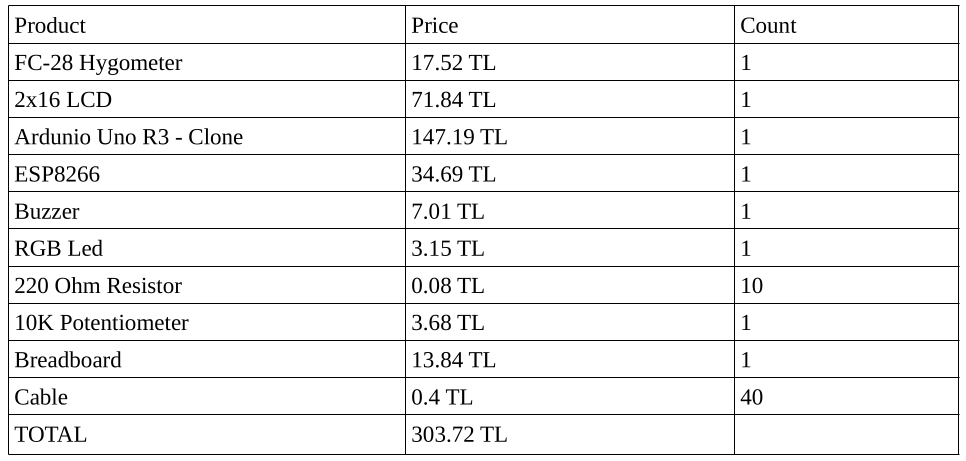 Product Price Count
FC-28 Hygometer 17.52 TL 1
2x16 LCD 71.84 TL 1
Ardunio Uno R3 - Clone 147.19 TL 1
ESP8266 34.69 TL 1
Buzzer 7.01 TL 1
RGB Led 3.15 TL 1
220 Ohm Resistor 0.08 TL 10
10K Potentiometer 3.68 TL 1
Breadboard 13.84 TL 1
Cable 0.4 TL 40
TOTAL 303.72 TL